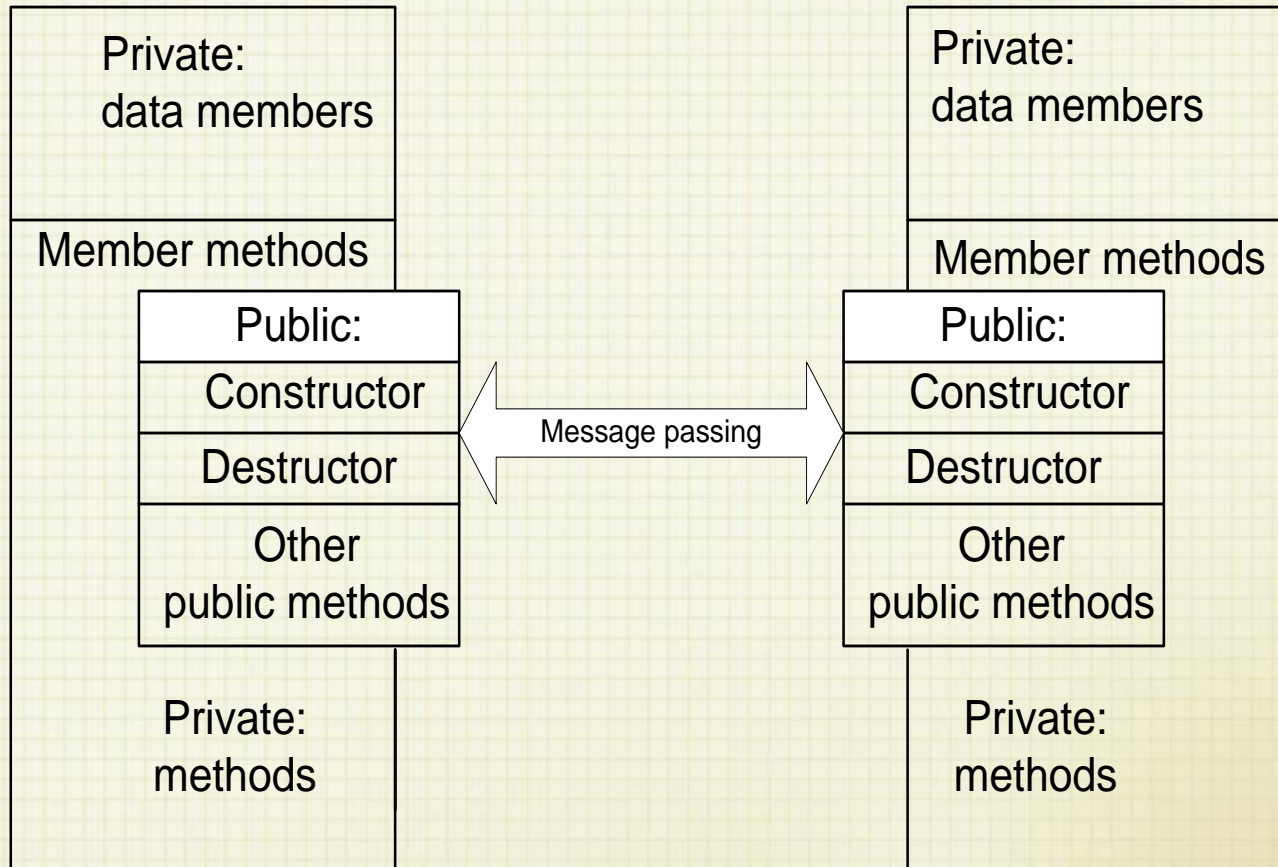 Private:
data members
Member methods
Public:
Constructor
Destructor
Other
public methods
Private:
methods
Message passing
Private:
data members
Member methods
Public:
Constructor
Destructor
Other
public methods
Private:
methods